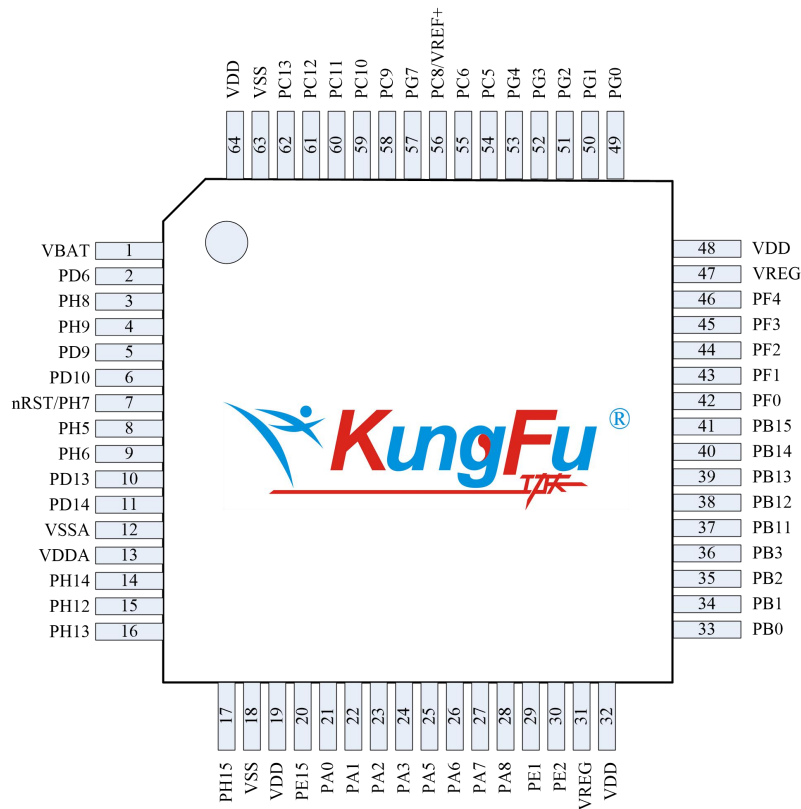 VDD VSS PC13 PC12 PC11 PC10 PC9 PG7 PC8/VREF+ PC6 PC5 PG4 PG3 PG2 PG1 PG0
64 63 62 61 60 59 58 57 56 55 54 53 52 51 50 49
VBAT 1
PD6 2
PH8 3
PH9 4
PD9 5
PD10 6
nRST/PH7 7
PH5 8
PH6 9
PD13 10
PD14 11
VSSA 12
VDDA 13
PH14 14
PH12 15
PH13 16
KungFu ®
功夫
48 VDD
47 VREG
46 PF4
45 PF3
44 PF2
43 PF1
42 PF0
41 PB15
40 PB14
39 PB13
38 PB12
37 PB11
36 PB3
35 PB2
34 PB1
33 PB0
17 18 19 20 21 22 23 24 25 26 27 28 29 30 31 32
PH15 VSS VDD PE15 PA0 PA1 PA2 PA3 PA5 PA6 PA7 PA8 PE1 PE2 VREG VDD